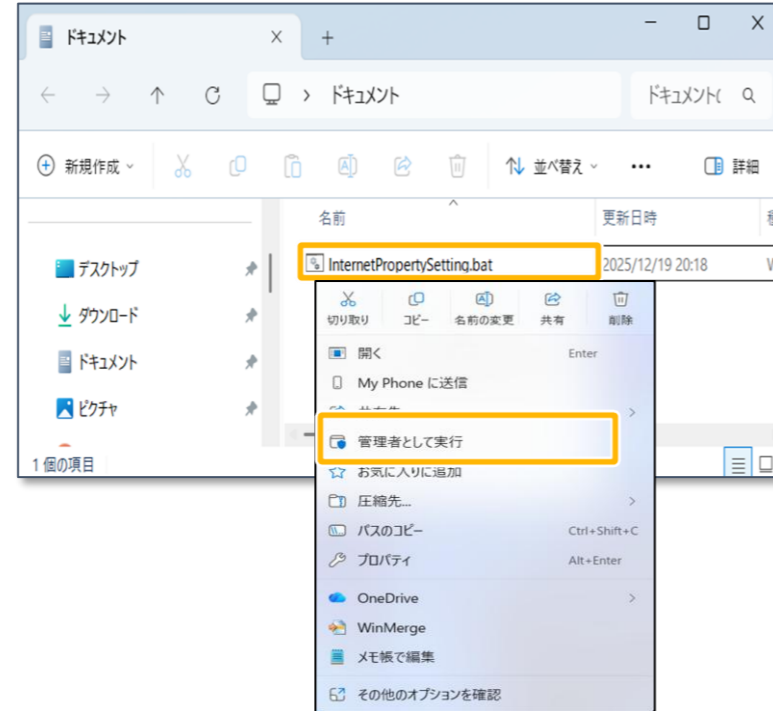 ドキュメント
ドキュメント
ドキュメント(
新規作成
並べ替え
詳細
名前
更新日時
デスクトップ
ダウンロード
ドキュメント
ピクチャ
InternetPropertySetting.bat
2025/12/19 20:18
切り取り
コピー
名前の変更
共有
削除
開く
Enter
My Phone に送信
管理者として実行
お気に入りに追加
圧縮先...
パスのコピー
Ctrl+Shift+C
プロパティ
Alt+Enter
OneDrive
WinMerge
メモ帳で編集
その他のオプションを確認
1 個の項目